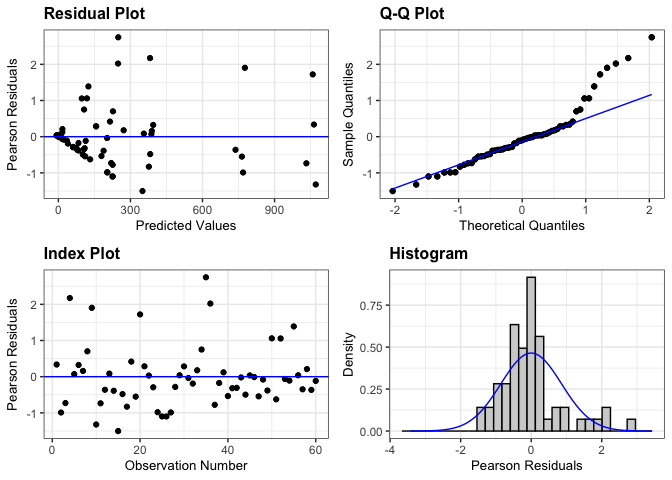 Residual Plot
Pearson Residuals
2
1
0
-1
0
300
600
900
Predicted Values
Q-Q Plot
Sample Quantiles
2
1
0
-1
-2
-1
0
1
2
Theoretical Quantiles
Index Plot
Pearson Residuals
2
1
0
-1
0
20
40
60
Observation Number
Histogram
Density
0.75
0.50
0.25
0.00
-4
-2
0
2
Pearson Residuals